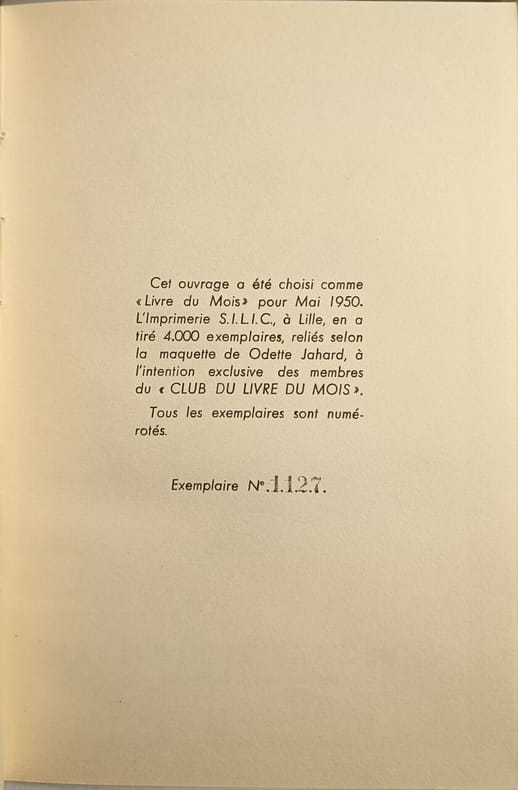 Cet ouvrage a été choisi comme
« Livre du Mois » pour Mai 1950.
L'Imprimerie S.I.L.I.C., à Lille, en a
tiré 4.000 exemplaires, reliés selon
la maquette de Odette Jahard, à
l'intention exclusive des membres
du « CLUB DU LIVRE DU MOIS ».
Tous les exemplaires sont numé-
rotés.
Exemplaire N° 1127.